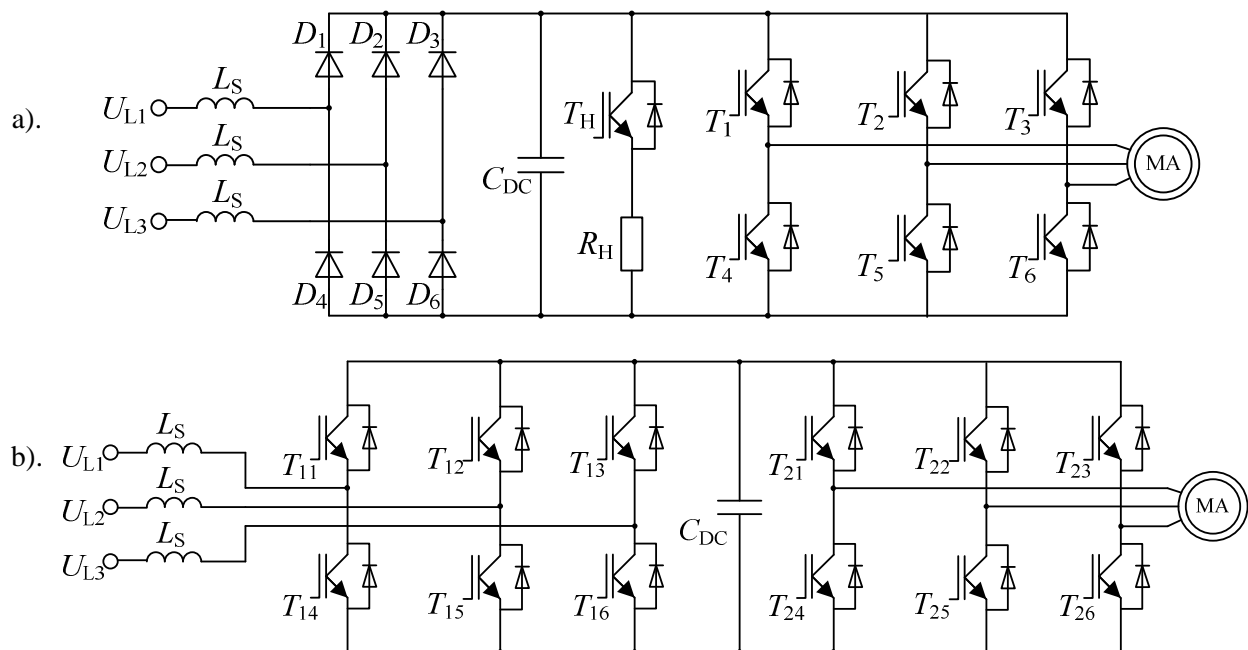 a).
D1 D2 D3
LS
UL1
LS
UL2
LS
UL3
D4 D5 D6
CDC
TH
RH
T1 T2 T3
MA
T4 T5 T6
b).
LS
UL1
LS
UL2
LS
UL3
T11 T12 T13
T14 T15 T16
CDC
T21 T22 T23
MA
T24 T25 T26